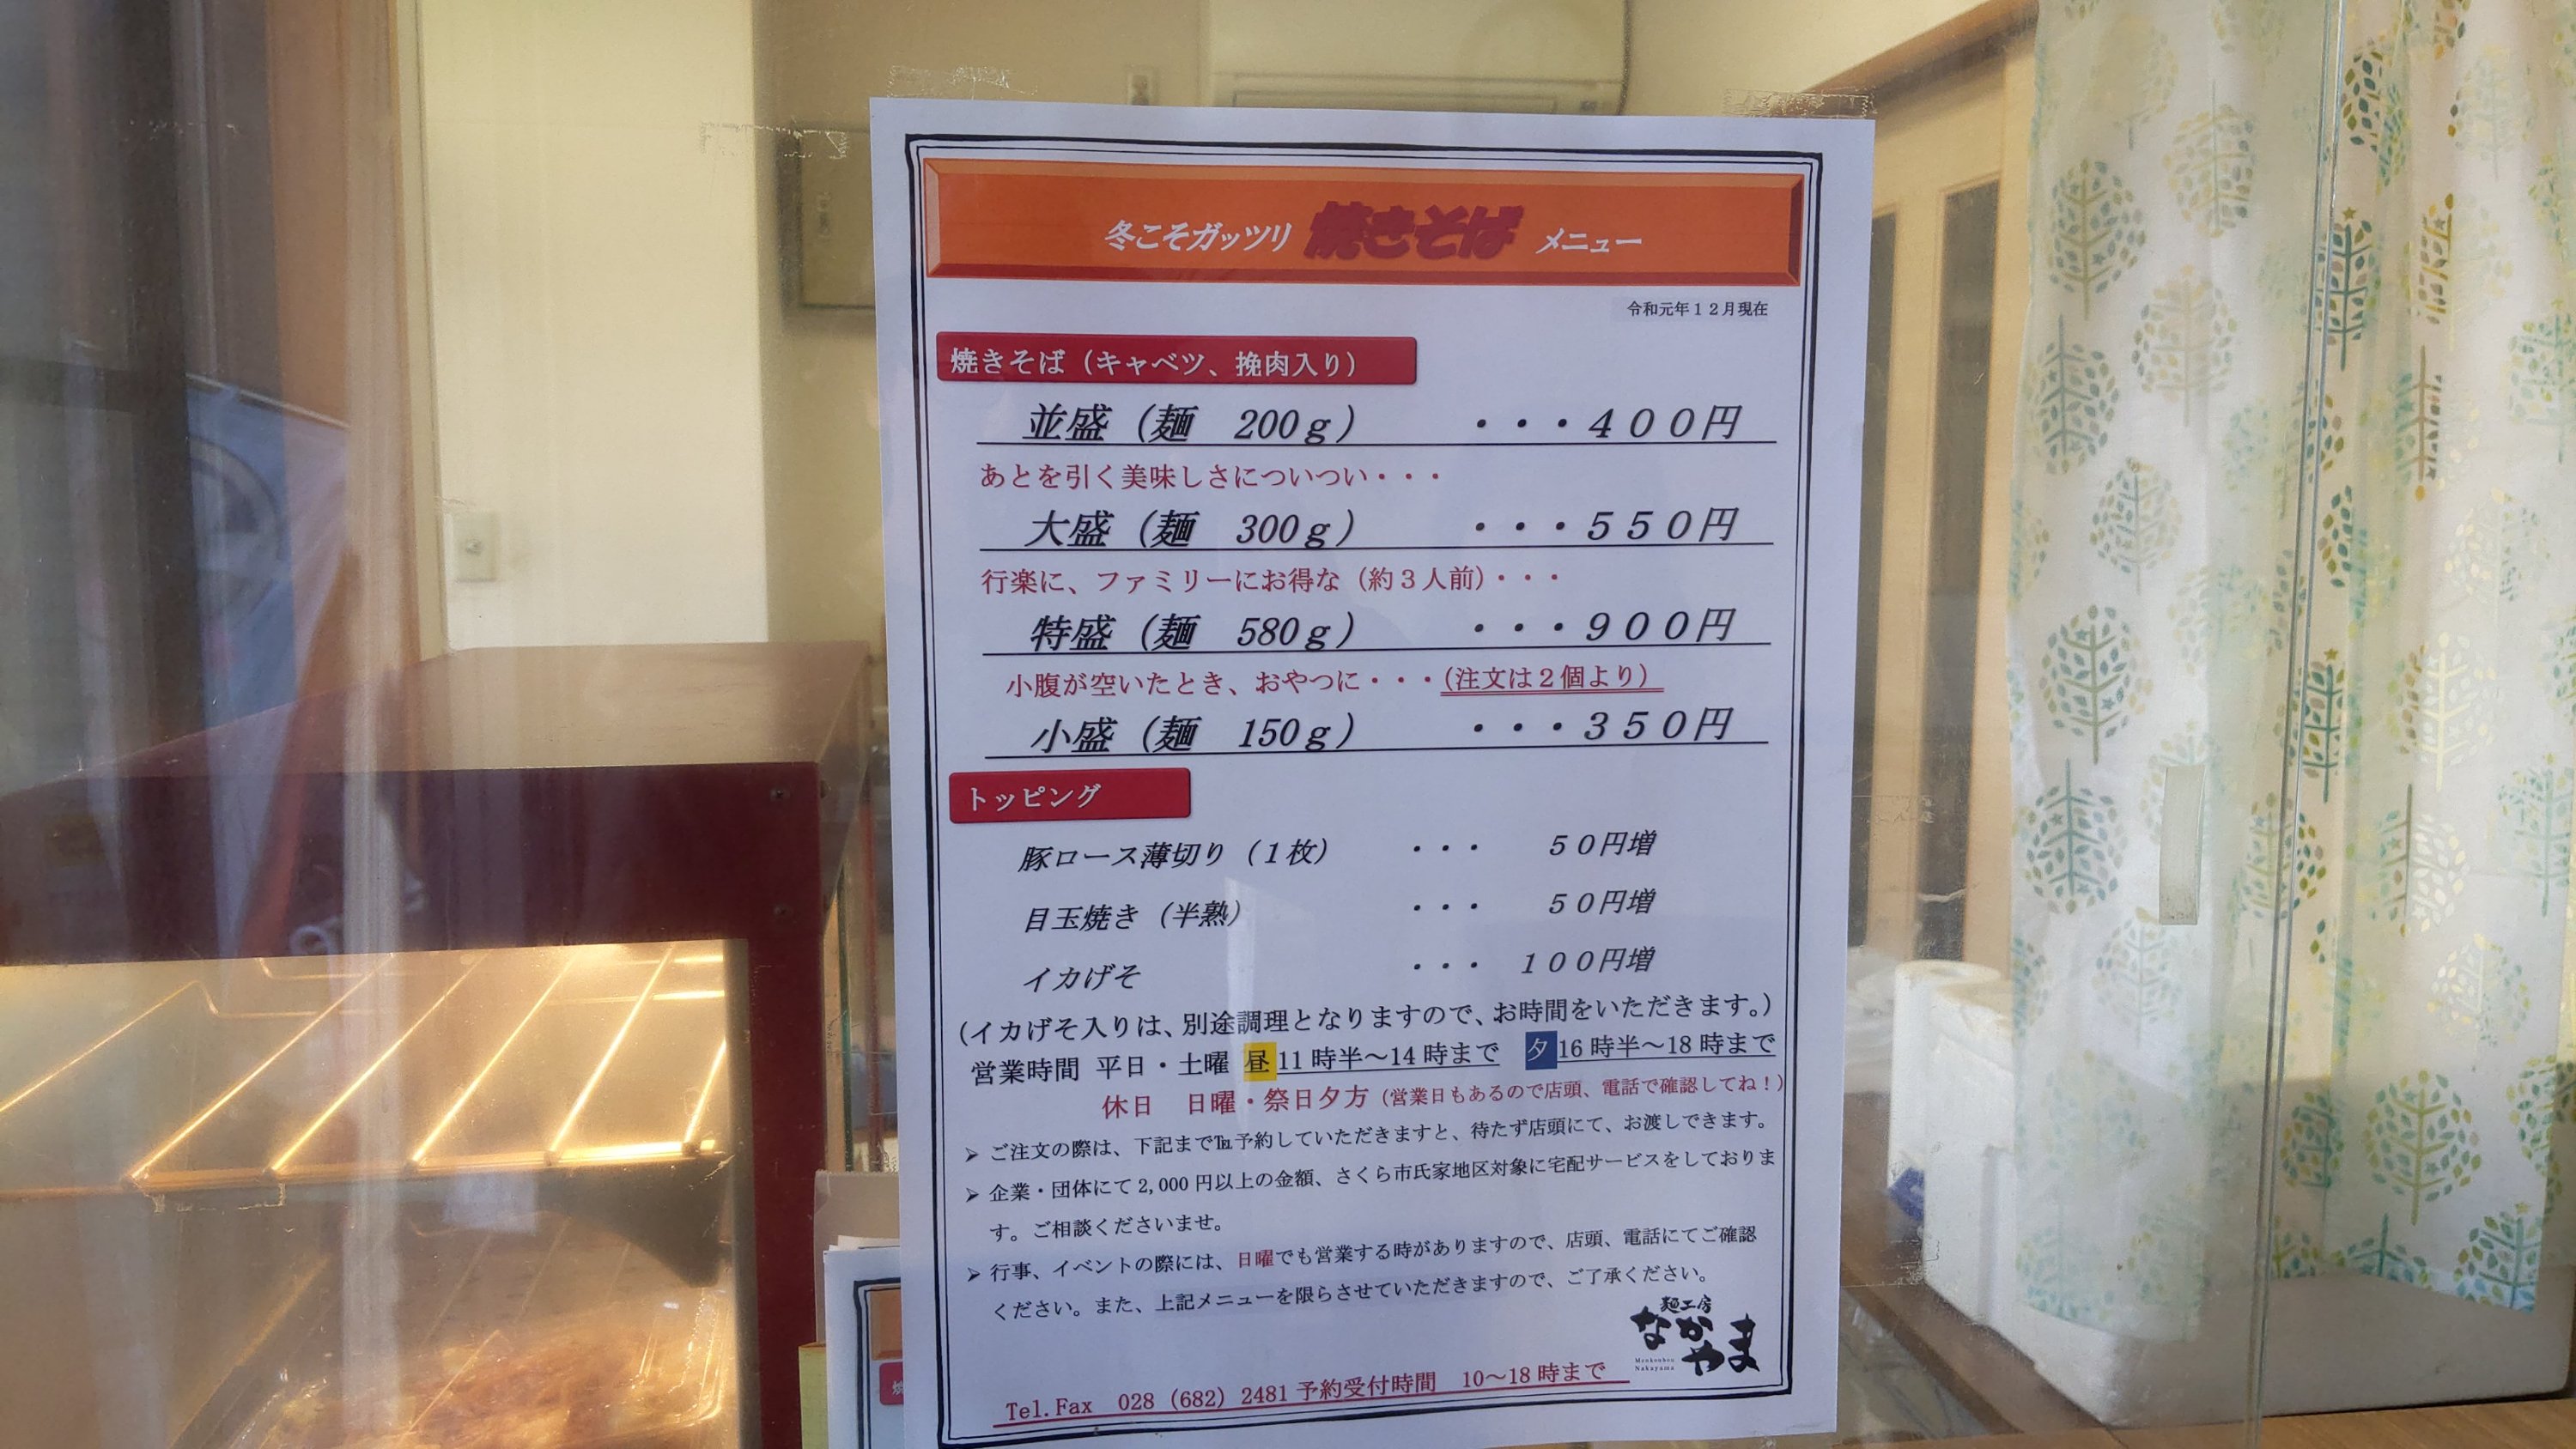 冬こそガッツリ 焼きそば メニュー
令和元年１２月現在
焼きそば（キャベツ、挽肉入り）
並盛（麺　200ｇ）　・・・４００円
あとを引く美味しさについつい・・・
大盛（麺　300ｇ）　・・・５５０円
行楽に、ファミリーにお得な（約３人前）・・・
特盛（麺　580ｇ）　・・・９００円
小腹が空いたとき、おやつに・・・（注文は２個より）
小盛（麺　150ｇ）　・・・３５０円
トッピング
豚ロース薄切り（１枚）　・・・　５０円増
目玉焼き（半熟）　・・・　５０円増
イカげそ　・・・　１００円増
（イカげそ入りは、別途調理となりますので、お時間をいただきます。）
営業時間 平日・土曜 昼 11 時半～14 時まで　夕 16 時半～18 時まで
休日　日曜・祭日夕方（営業日もあるので店頭、電話で確認してね！）
➢ ご注文の際は、下記まで℡予約していただきますと、待たず店頭にて、お渡しできます。
➢ 企業・団体にて 2,000 円以上の金額、さくら市氏家地区対象に宅配サービスをしておりま
す。ご相談くださいませ。
➢ 行事、イベントの際には、日曜でも営業する時がありますので、店頭、電話にてご確認
ください。また、上記メニューを限らさせていただきますので、ご了承ください。
麺工房
なかやま
Menkoubou
Nakayama
Tel.Fax　028（682）2481 予約受付時間　10～18 時まで
焼